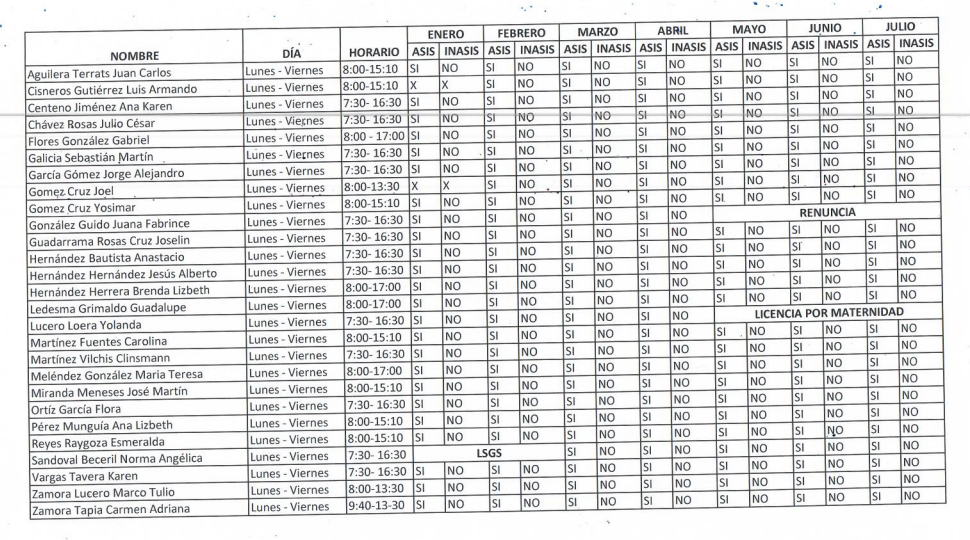 ENERO FEBRERO MARZO ABRIL MAYO JUNIO JULIO
NOMBRE DÍA HORARIO ASIS INASIS ASIS INASIS ASIS INASIS ASIS INASIS ASIS INASIS ASIS INASIS ASIS INASIS
Aguilera Terrats Juan Carlos Lunes - Viernes 8:00-15:10 SI NO SI NO SI NO SI NO SI NO SI NO SI NO
Cisneros Gutiérrez Luis Armando Lunes - Viernes 8:00-15:10 X X SI NO SI NO SI NO SI NO SI NO SI NO
Centeno Jiménez Ana Karen Lunes - Viernes 7:30- 16:30 SI NO SI NO SI NO SI NO SI NO SI NO SI NO
Chávez Rosas Julio César Lunes - Viernes 7:30- 16:30 SI NO SI NO SI NO SI NO SI NO SI NO SI NO
Flores González Gabriel Lunes - Viernes 8:00 - 17:00 SI NO SI NO SI NO SI NO SI NO SI NO SI NO
Galicia Sebastián Martín Lunes - Viernes 7:30- 16:30 SI NO SI NO SI NO SI NO SI NO SI NO SI NO
García Gómez Jorge Alejandro Lunes - Viernes 7:30- 16:30 SI NO SI NO SI NO SI NO SI NO SI NO SI NO
Gomez Cruz Joel Lunes - Viernes 8:00-13:30 X X SI NO SI NO SI NO SI NO SI NO SI NO
Gomez Cruz Yosimar Lunes - Viernes 8:00-15:10 SI NO SI NO SI NO SI NO SI NO SI NO SI NO
González Guido Juana Fabrince Lunes - Viernes 7:30- 16:30 SI NO SI NO SI NO SI NO RENUNCIA
Guadarrama Rosas Cruz Joselin Lunes - Viernes 7:30- 16:30 SI NO SI NO SI NO SI NO SI NO SI NO SI NO
Hernández Bautista Anastacio Lunes - Viernes 7:30- 16:30 SI NO SI NO SI NO SI NO SI NO SI NO SI NO
Hernández Hernández Jesús Alberto Lunes - Viernes 7:30- 16:30 SI NO SI NO SI NO SI NO SI NO SI NO SI NO
Hernández Herrera Brenda Lizbeth Lunes - Viernes 8:00-17:00 SI NO SI NO SI NO SI NO SI NO SI NO SI NO
Ledesma Grimaldo Guadalupe Lunes - Viernes 8:00-17:00 SI NO SI NO SI NO SI NO SI NO SI NO SI NO
Lucero Loera Yolanda Lunes - Viernes 7:30- 16:30 SI NO SI NO SI NO SI NO LICENCIA POR MATERNIDAD
Martínez Fuentes Carolina Lunes - Viernes 8:00-15:10 SI NO SI NO SI NO SI NO SI NO SI NO SI NO
Martínez Vilchis Clinsmann Lunes - Viernes 7:30- 16:30 SI NO SI NO SI NO SI NO SI NO SI NO SI NO
Meléndez González Maria Teresa Lunes - Viernes 8:00-17:00 SI NO SI NO SI NO SI NO SI NO SI NO SI NO
Miranda Meneses José Martín Lunes - Viernes 8:00-15:10 SI NO SI NO SI NO SI NO SI NO SI NO SI NO
Ortíz García Flora Lunes - Viernes 7:30- 16:30 SI NO SI NO SI NO SI NO SI NO SI NO SI NO
Pérez Munguía Ana Lizbeth Lunes - Viernes 8:00-15:10 SI NO SI NO SI NO SI NO SI NO SI NO SI NO
Reyes Raygoza Esmeralda Lunes - Viernes 8:00-15:10 SI NO SI NO SI NO SI NO SI NO SI NO SI NO
Sandoval Beceril Norma Angélica Lunes - Viernes 7:30- 16:30 LSGS SI NO SI NO SI NO SI NO SI NO
Vargas Tavera Karen Lunes - Viernes 7:30- 16:30 SI NO SI NO SI NO SI NO SI NO SI NO SI NO
Zamora Lucero Marco Tulio Lunes - Viernes 8:00-13:30 SI NO SI NO SI NO SI NO SI NO SI NO SI NO
Zamora Tapia Carmen Adriana Lunes - Viernes 9:40-13-30 SI NO SI NO SI NO SI NO SI NO SI NO SI NO